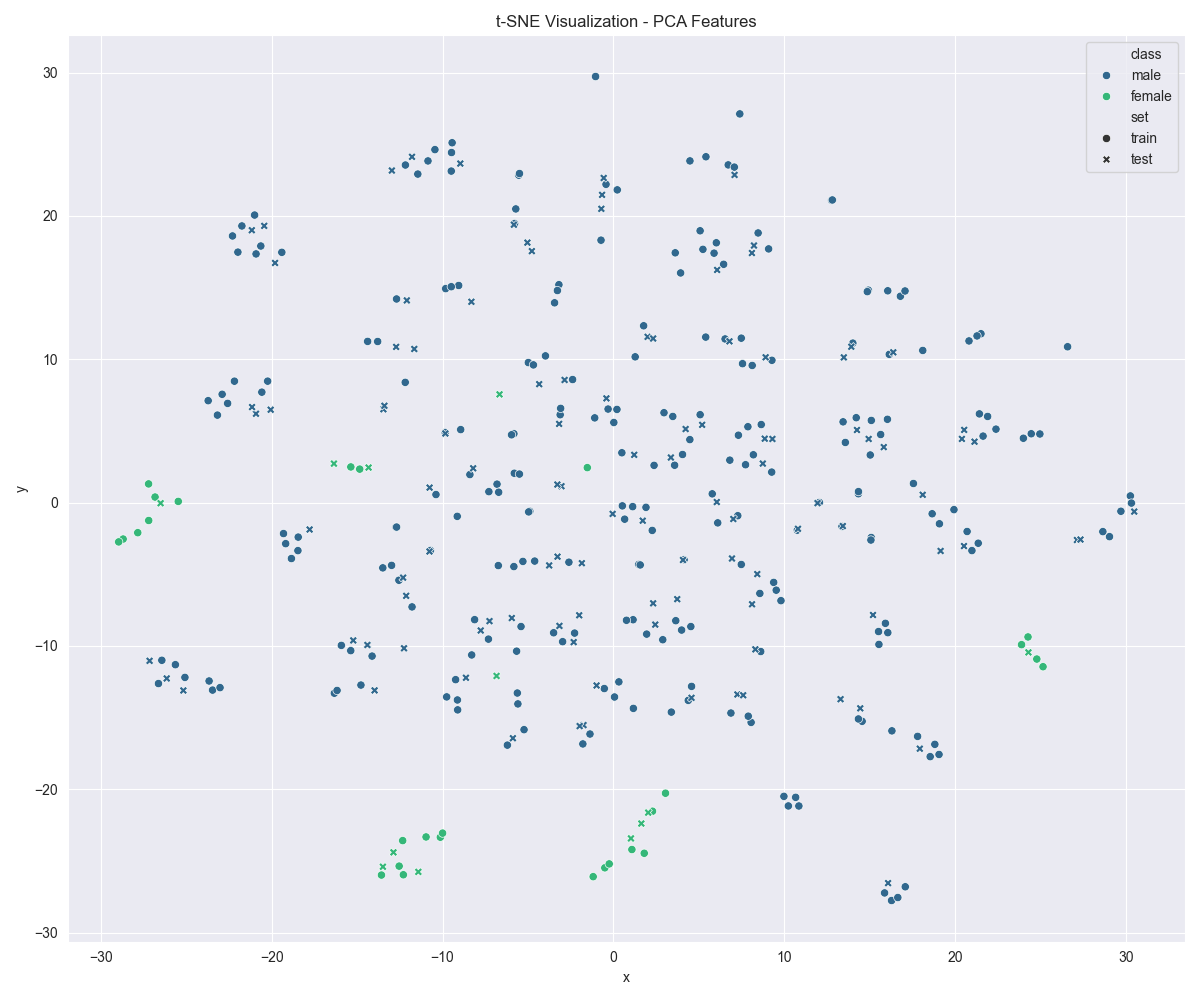 t-SNE Visualization - PCA Features
class
male
female
set
train
test
y
30
20
10
0
−10
−20
−30
−30 −20 −10 0 10 20 30
x